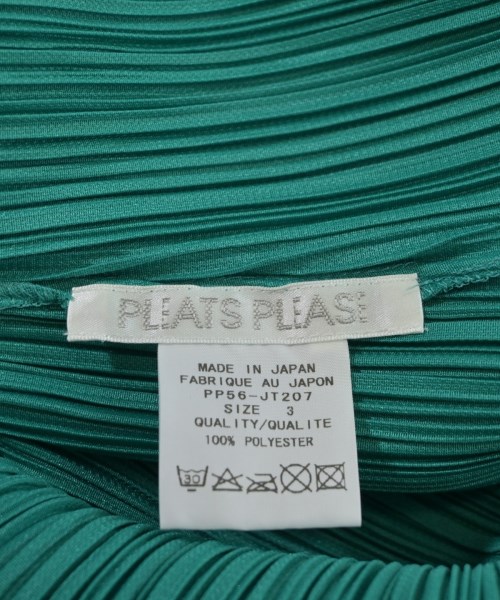 PLEATS PLEASE
MADE IN JAPAN
FABRIQUE AU JAPON
PP56-JT207
SIZE 3
QUALITY/QUALITE
100% POLYESTER
30